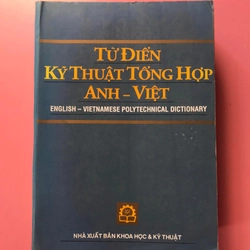 TỪ ĐIỂN
KỸ THUẬT TỔNG HỢP
ANH – VIỆT
ENGLISH – VIETNAMESE POLYTECHNICAL DICTIONARY
NHÀ XUẤT BẢN KHOA HỌC & KỸ THUẬT